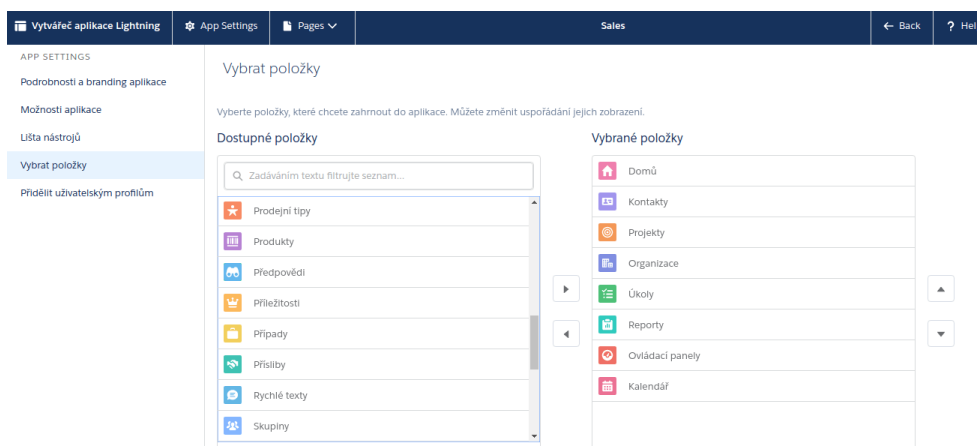 Vytvářeč aplikace Lightning
App Settings
Pages
Sales
Back
? Hel
APP SETTINGS
Podrobnosti a branding aplikace
Možnosti aplikace
Lišta nástrojů
Vybrat položky
Přidělit uživatelským profilům
Vybrat položky
Vyberte položky, které chcete zahrnout do aplikace. Můžete změnit uspořádání jejich zobrazení.
Dostupné položky
Zadáváním textu filtrujte seznam...
Prodejní tipy
Produkty
Předpovědi
Příležitosti
Případy
Přísliby
Rychlé texty
Skupiny
Vybrané položky
Domů
Kontakty
Projekty
Organizace
Úkoly
Reporty
Ovládací panely
Kalendář